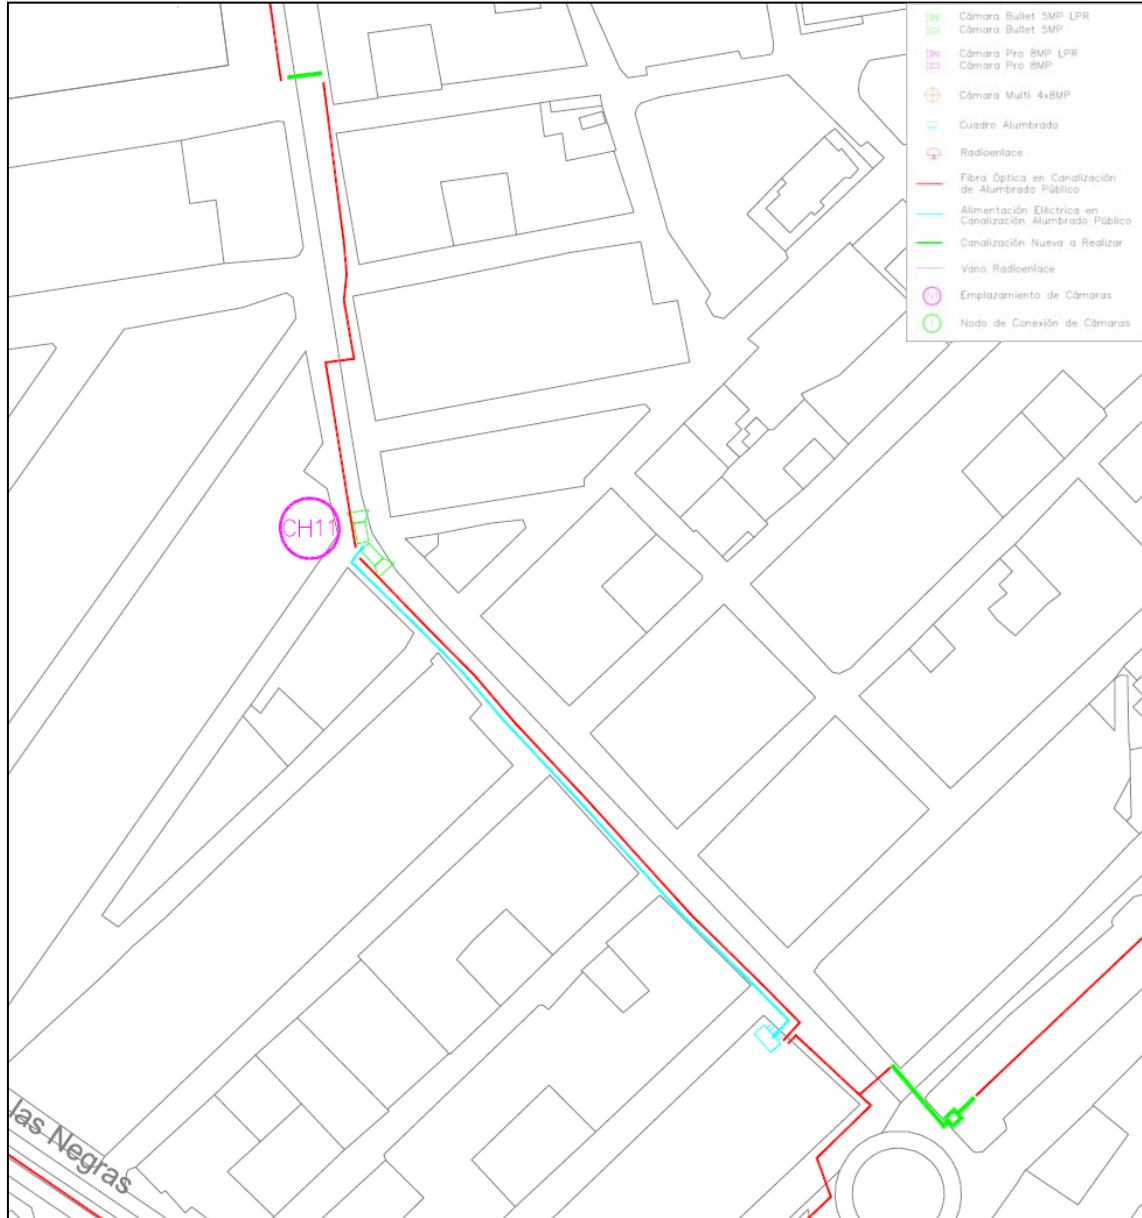 Cámara Bullet 5MP LPR
Cámara Bullet 5MP
Cámara Pro 8MP LPR
Cámara Pro 8MP
Cámara Multi 4x8MP
Cuadro Alumbrado
Radioenlace
Fibra Óptica en Canalización
de Alumbrado Público
Alimentación Eléctrica en
Canalización Alumbrado Público
Canalización Nueva a Realizar
Vano Radioenlace
Emplazamiento de Cámaras
Nodo de Conexión de Cámaras
CH11
las Negras